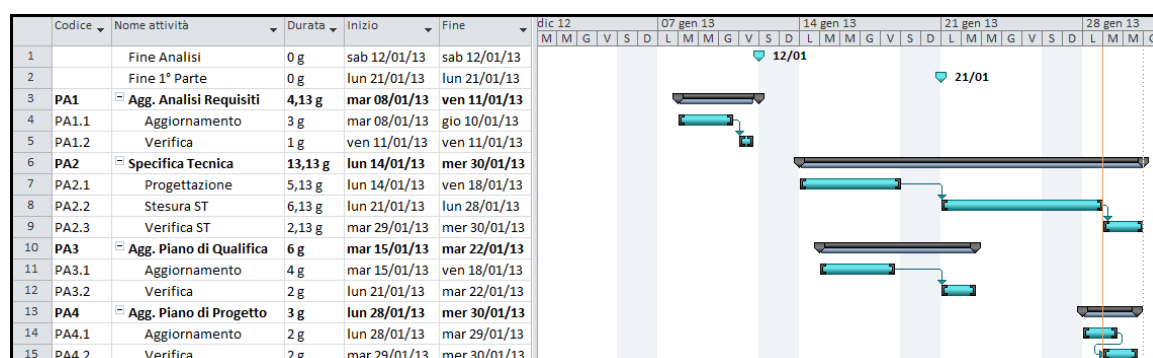 Codice Nome attività Durata Inizio Fine dic 12 07 gen 13 14 gen 13 21 gen 13 28 gen 13
M M G V S D L M M G V S D L M M G V S D L M M G V S D L M M G
1 Fine Analisi 0 g sab 12/01/13 sab 12/01/13 12/01
2 Fine 1° Parte 0 g lun 21/01/13 lun 21/01/13 21/01
3 PA1 Agg. Analisi Requisiti 4,13 g mar 08/01/13 ven 11/01/13
4 PA1.1 Aggiornamento 3 g mar 08/01/13 gio 10/01/13
5 PA1.2 Verifica 1 g ven 11/01/13 ven 11/01/13
6 PA2 Specifica Tecnica 13,13 g lun 14/01/13 mer 30/01/13
7 PA2.1 Progettazione 5,13 g lun 14/01/13 ven 18/01/13
8 PA2.2 Stesura ST 6,13 g lun 21/01/13 lun 28/01/13
9 PA2.3 Verifica ST 2,13 g mar 29/01/13 mer 30/01/13
10 PA3 Agg. Piano di Qualifica 6 g mar 15/01/13 mar 22/01/13
11 PA3.1 Aggiornamento 4 g mar 15/01/13 ven 18/01/13
12 PA3.2 Verifica 2 g lun 21/01/13 mar 22/01/13
13 PA4 Agg. Piano di Progetto 3 g lun 28/01/13 mer 30/01/13
14 PA4.1 Aggiornamento 2 g lun 28/01/13 mar 29/01/13
15 PA4.2 Verifica 2 g mar 29/01/13 mer 30/01/13